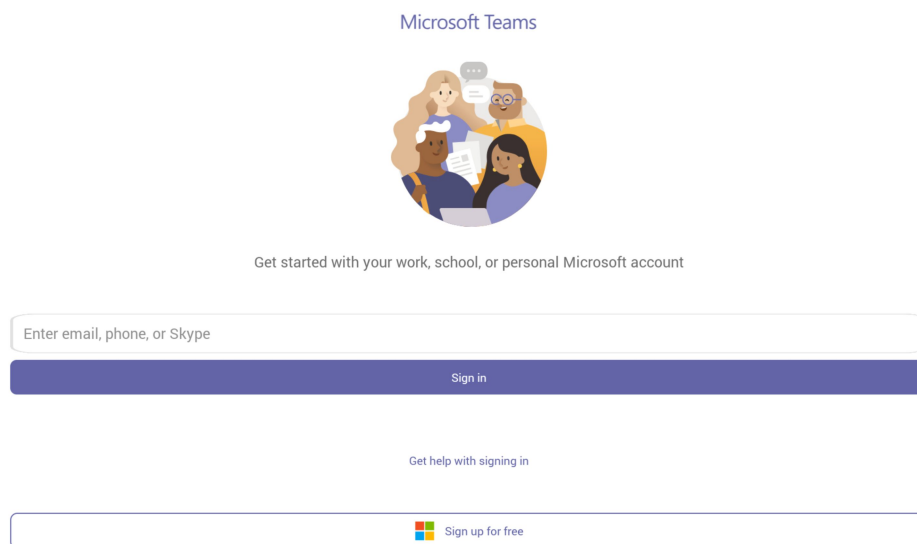 Microsoft Teams
Get started with your work, school, or personal Microsoft account
Enter email, phone, or Skype
Sign in
Get help with signing in
Sign up for free